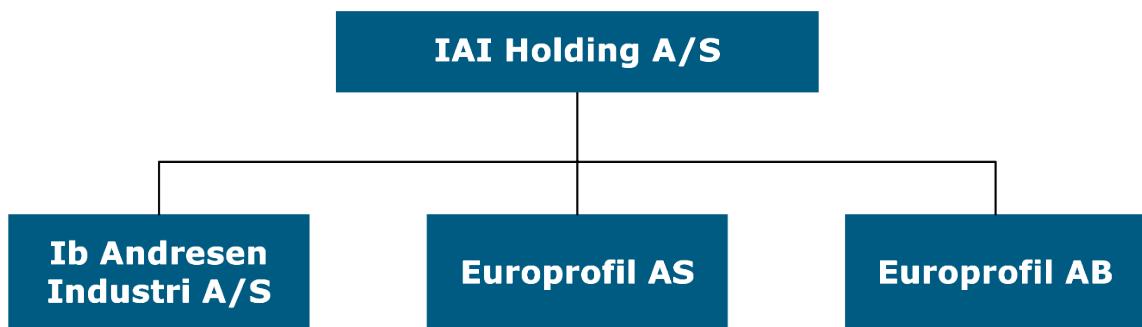 IAI Holding A/S
Ib Andresen
Industri A/S
Europrofil AS
Europrofil AB